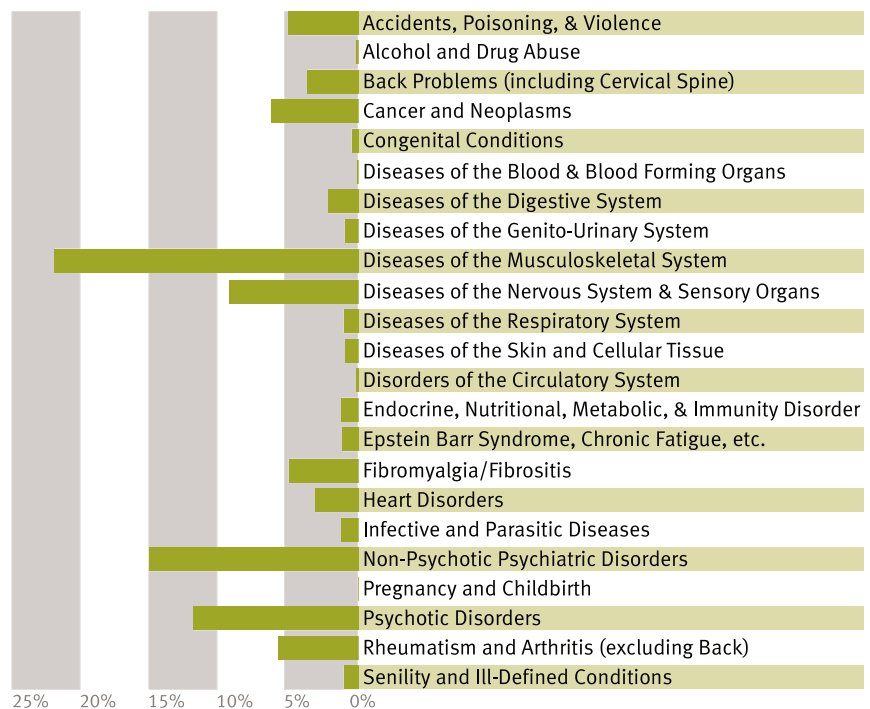 Accidents, Poisoning, & Violence
Alcohol and Drug Abuse
Back Problems (including Cervical Spine)
Cancer and Neoplasms
Congenital Conditions
Diseases of the Blood & Blood Forming Organs
Diseases of the Digestive System
Diseases of the Genito-Urinary System
Diseases of the Musculoskeletal System
Diseases of the Nervous System & Sensory Organs
Diseases of the Respiratory System
Diseases of the Skin and Cellular Tissue
Disorders of the Circulatory System
Endocrine, Nutritional, Metabolic, & Immunity Disorder
Epstein Barr Syndrome, Chronic Fatigue, etc.
Fibromyalgia/Fibrositis
Heart Disorders
Infective and Parasitic Diseases
Non-Psychotic Psychiatric Disorders
Pregnancy and Childbirth
Psychotic Disorders
Rheumatism and Arthritis (excluding Back)
Senility and Ill-Defined Conditions
25% 20% 15% 10% 5% 0%